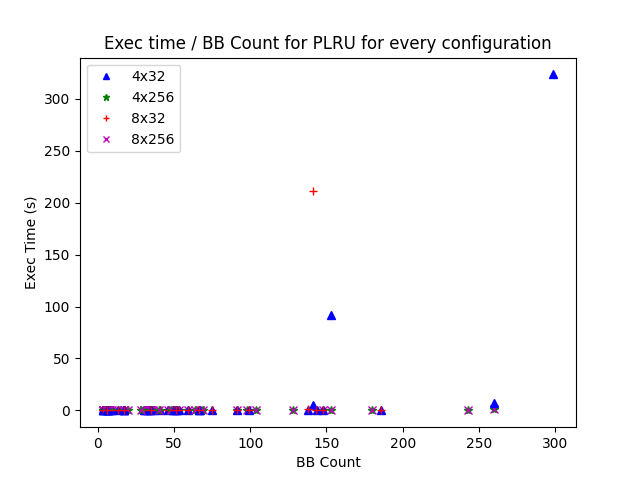 Exec time / BB Count for PLRU for every configuration
4x32
4x256
8x32
8x256
300
250
200
150
100
50
0
Exec Time (s)
0 50 100 150 200 250 300
BB Count